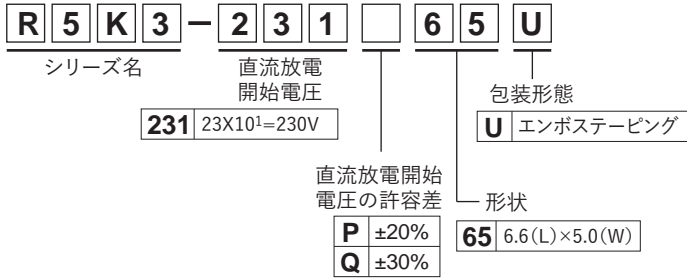 R5K3-231 65U
シリーズ名
直流放電
開始電圧
231 23X10¹=230V
包装形態
U エンボステーピング
直流放電開始
電圧の許容差
P ±20%
Q ±30%
形状
65 6.6(L)×5.0(W)